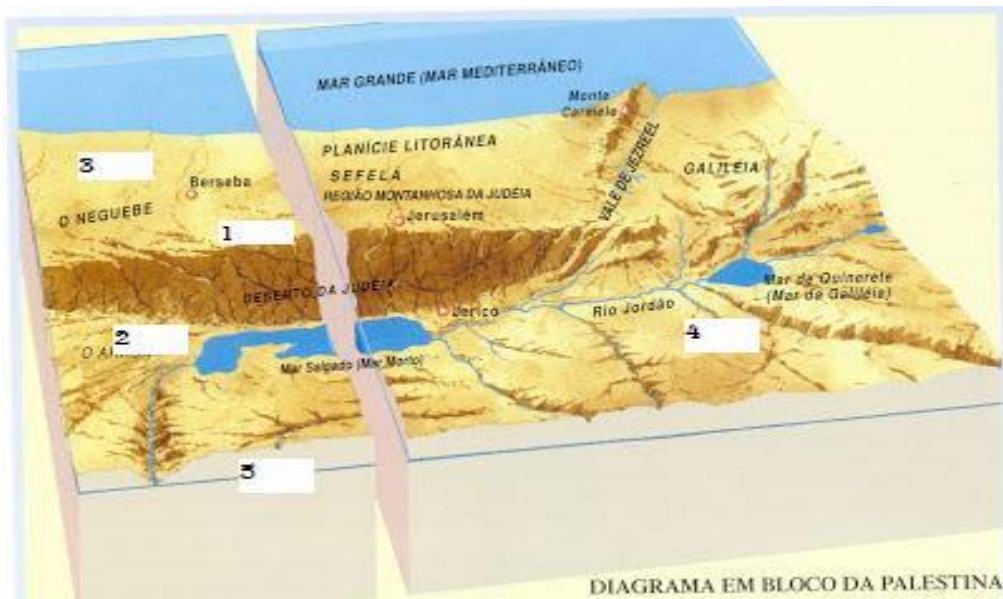 MAR GRANDE (MAR MEDITERRÂNEO)
Monte
Carmelo
PLANÍCIE LITORÂNEA
3
SEFELÁ
GALILÉIA
Berseba
REGIÃO MONTANHOSA DA JUDÉIA
VALE DE JEZREEL
O NEGUEBE
Jerusalém
1
DESERTO DA JUDÉIA
Mar de Quinerete
(Mar da Galiléia)
Jericó
Rio Jordão
2
4
O
Mar Salgado (Mar Morto)
5
DIAGRAMA EM BLOCO DA PALESTINA